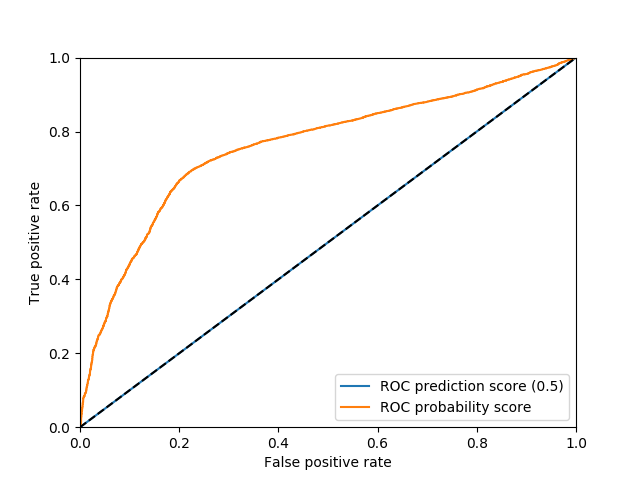 1.0
0.8
0.6
0.4
0.2
0.0
True positive rate
0.0 0.2 0.4 0.6 0.8 1.0
False positive rate
ROC prediction score (0.5)
ROC probability score